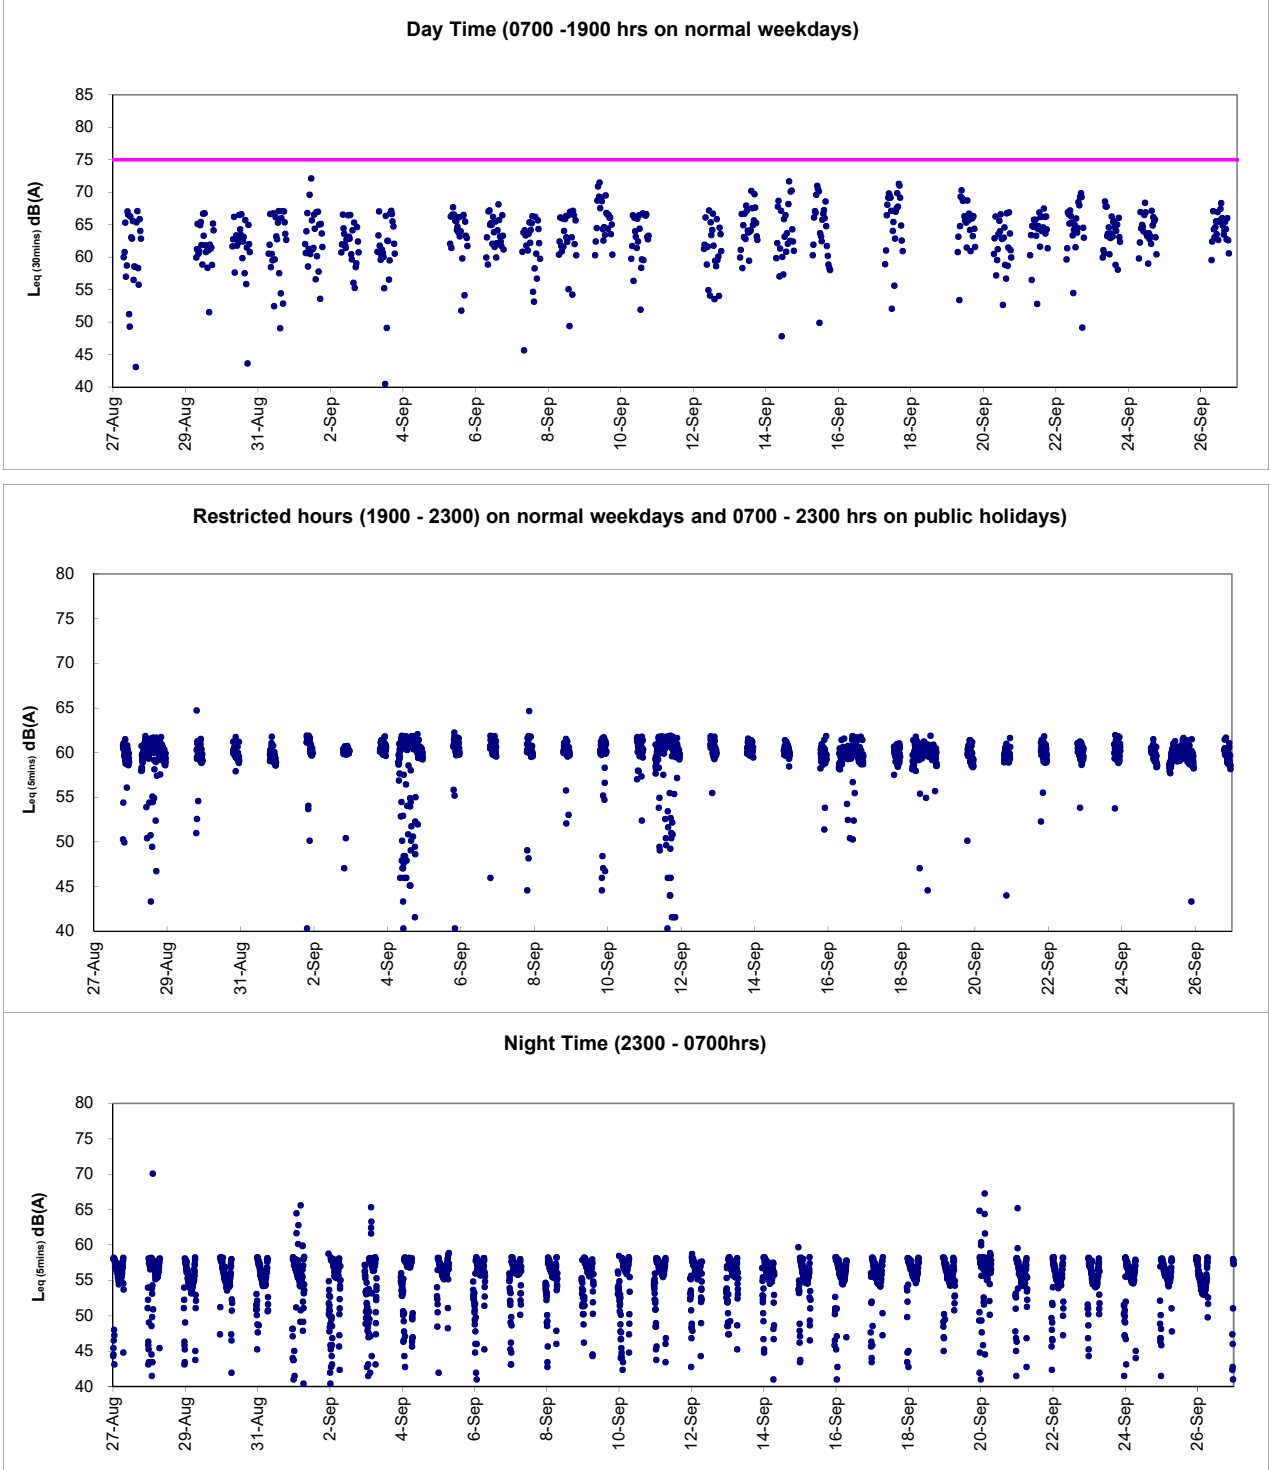 Day Time (0700 -1900 hrs on normal weekdays)
85
80
75
70
65
60
55
50
45
40
Leq (30mins) dB(A)
27-Aug
29-Aug
31-Aug
2-Sep
4-Sep
6-Sep
8-Sep
10-Sep
12-Sep
14-Sep
16-Sep
18-Sep
20-Sep
22-Sep
24-Sep
26-Sep
Restricted hours (1900 - 2300) on normal weekdays and 0700 - 2300 hrs on public holidays)
80
75
70
65
60
55
50
45
40
Leq (5mins) dB(A)
27-Aug
29-Aug
31-Aug
2-Sep
4-Sep
6-Sep
8-Sep
10-Sep
12-Sep
14-Sep
16-Sep
18-Sep
20-Sep
22-Sep
24-Sep
26-Sep
Night Time (2300 - 0700hrs)
80
75
70
65
60
55
50
45
40
Leq (5mins) dB(A)
27-Aug
29-Aug
31-Aug
2-Sep
4-Sep
6-Sep
8-Sep
10-Sep
12-Sep
14-Sep
16-Sep
18-Sep
20-Sep
22-Sep
24-Sep
26-Sep